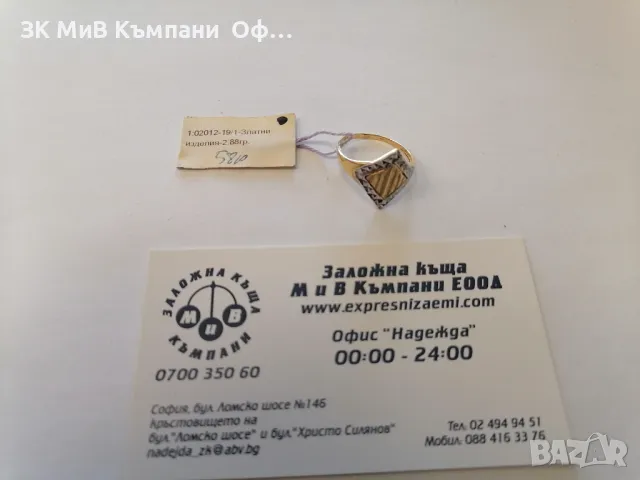 ЗК МиВ Къмпани Оф...
1:02012-19/1-Златни
изделия-2.88гр.
ЗАЛОЖНА КЪЩА
М и В
КЪМПАНИ
0700 350 60
Заложна къща
М и В Къмпани ЕООД
www.expresnizaemi.com
Офис "Надежда"
00:00 - 24:00
София, бул. Ломско шосе №146
кръстовището на
бул."Ломско шосе" и бул."Христо Силянов"
nadejda_zk@abv.bg
Тел. 02 494 94 51
Мобил. 088 416 33 76
bazar